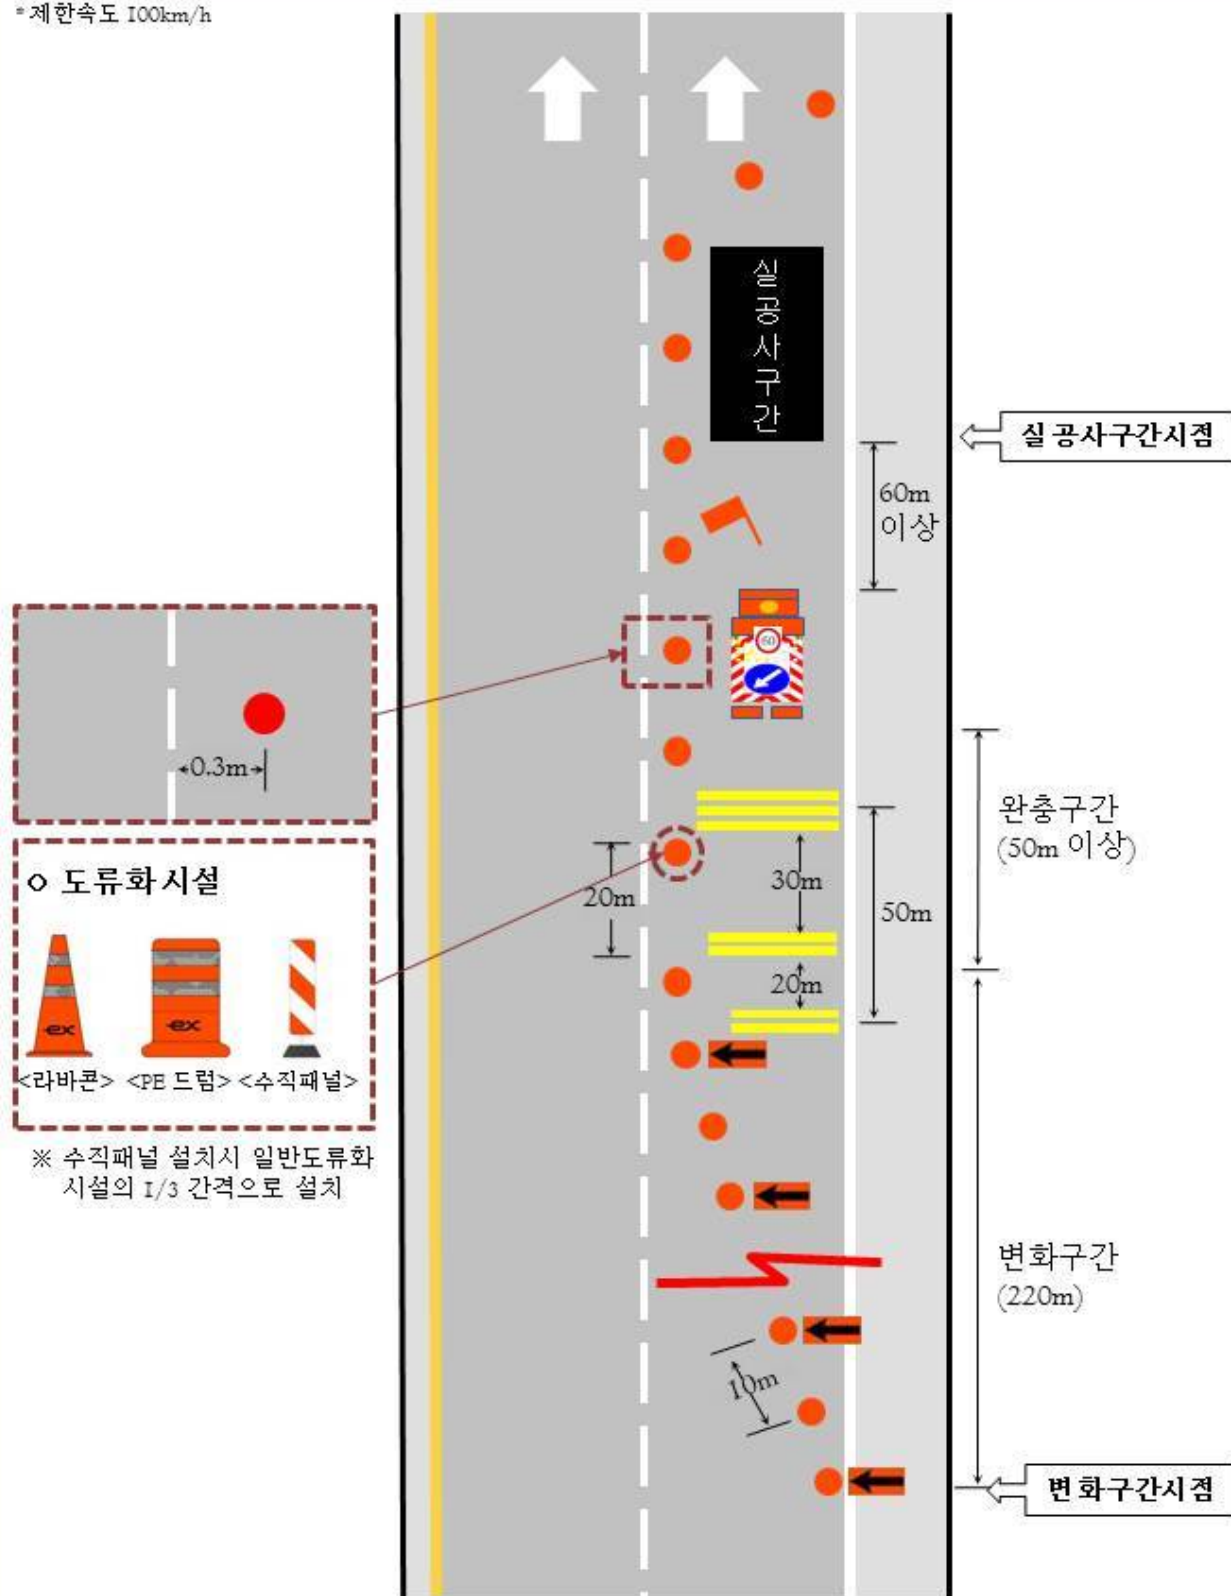 *제한속도 100km/h
실공사구간
실 공사구간시점
60m
이상
60
0.3m
완충구간
(50m 이상)
30m
20m
50m
20m
o 도류화시설
ex
ex
<라바콘> <PE 드럼> <수직패널>
※ 수직패널 설치시 일반도류화
시설의 1/3 간격으로 설치
변화구간
(220m)
10m
변화구간시점